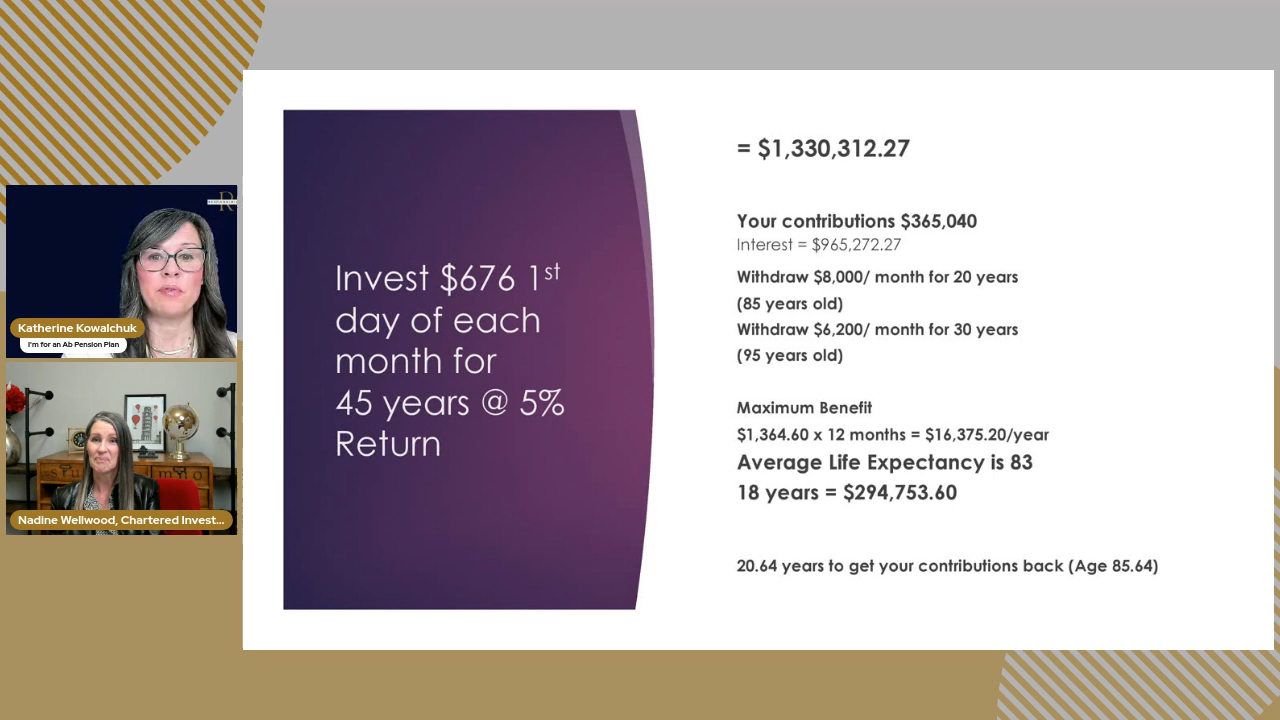 = $1,330,312.27
Your contributions $365,040
Interest = $965,272.27
Withdraw $8,000/ month for 20 years
(85 years old)
Withdraw $6,200/ month for 30 years
(95 years old)
Maximum Benefit
$1,364.60 x 12 months = $16,375.20/year
Average Life Expectancy is 83
18 years = $294,753.60
20.64 years to get your contributions back (Age 85.64)
Invest $676 1st
day of each
month for
45 years @ 5%
Return
R
Katherine Kowalchuk
I'm for an Ab Pension Plan
Nadine Wellwood, Chartered Invest...